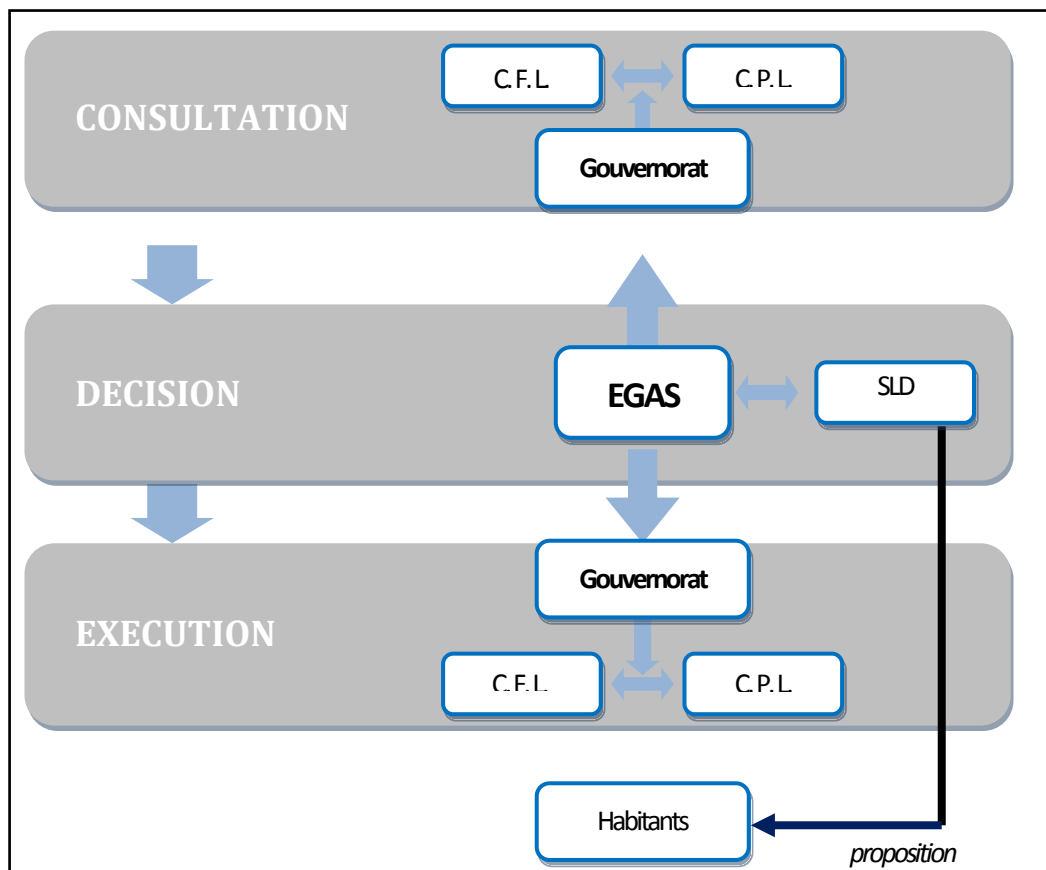 C.F.L.
C.P.L.
CONSULTATION
Gouvernorat
DECISION
EGAS
SLD
Gouvernorat
EXECUTION
C.F.L.
C.P.L.
Habitants
proposition